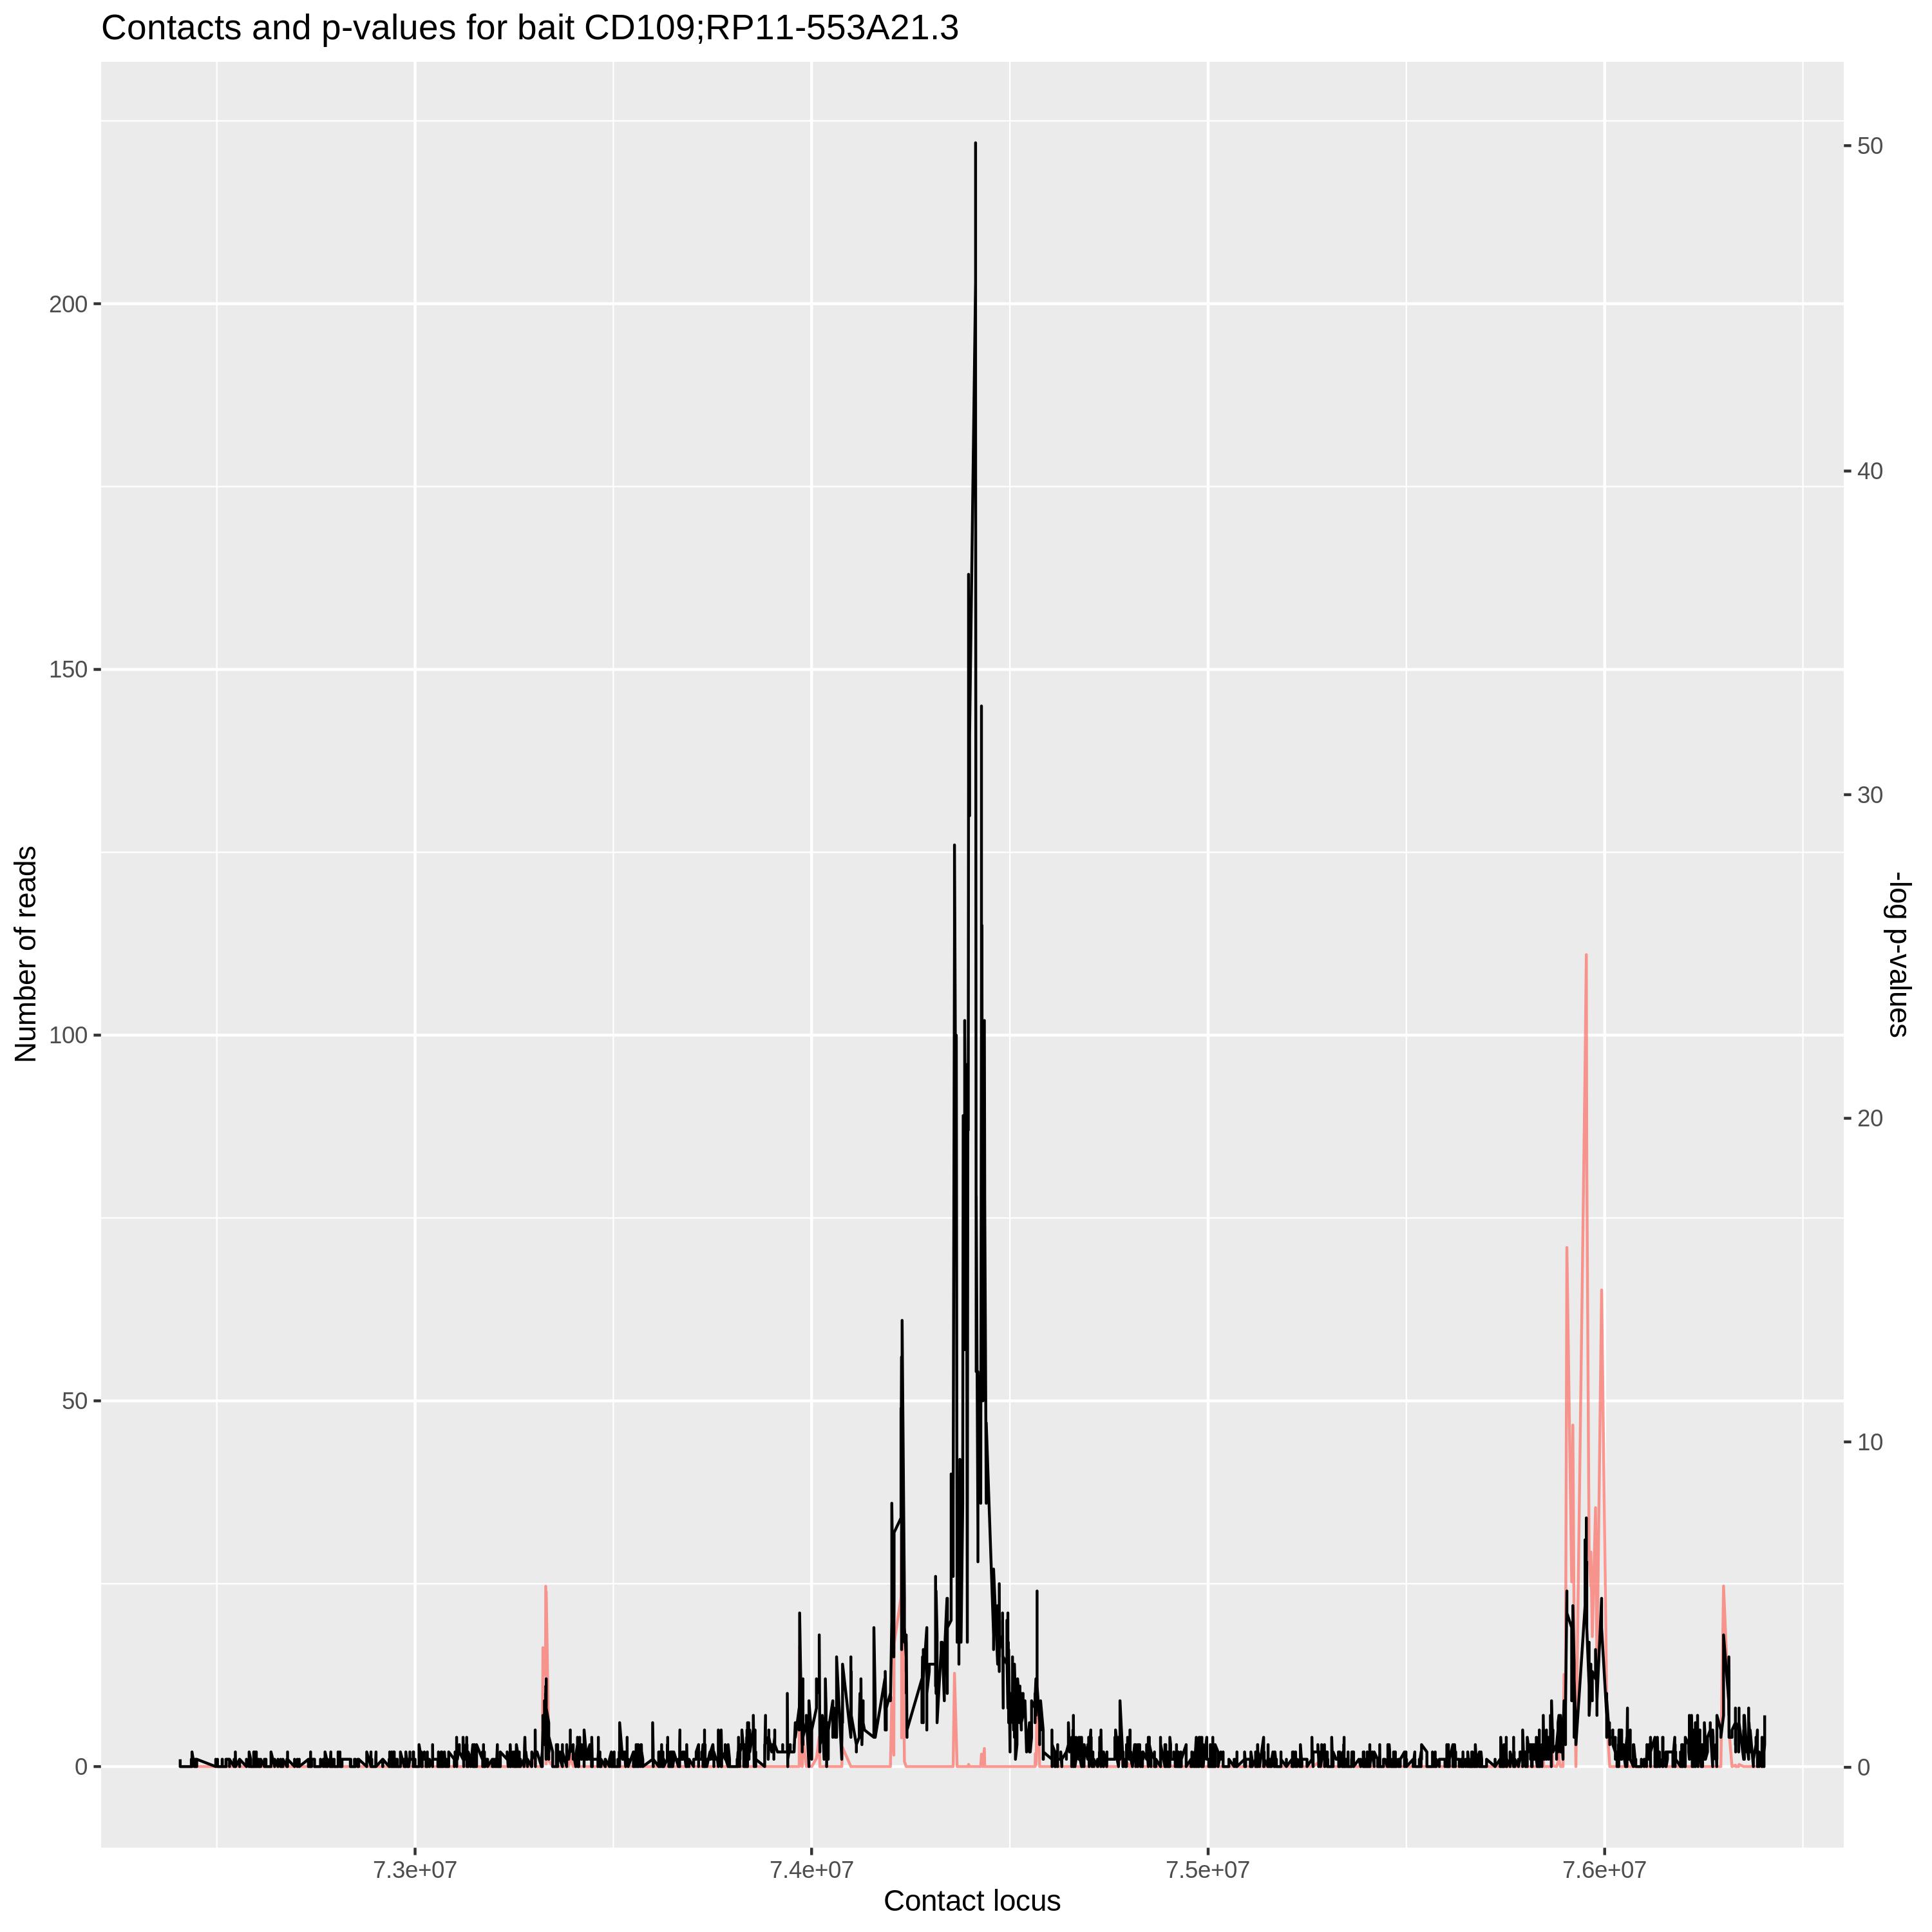 Contacts and p-values for bait CD109;RP11-553A21.3
Number of reads
200
150
100
50
0
50
40
30
20
10
0
-log p-values
7.3e+07
7.4e+07
7.5e+07
7.6e+07
Contact locus